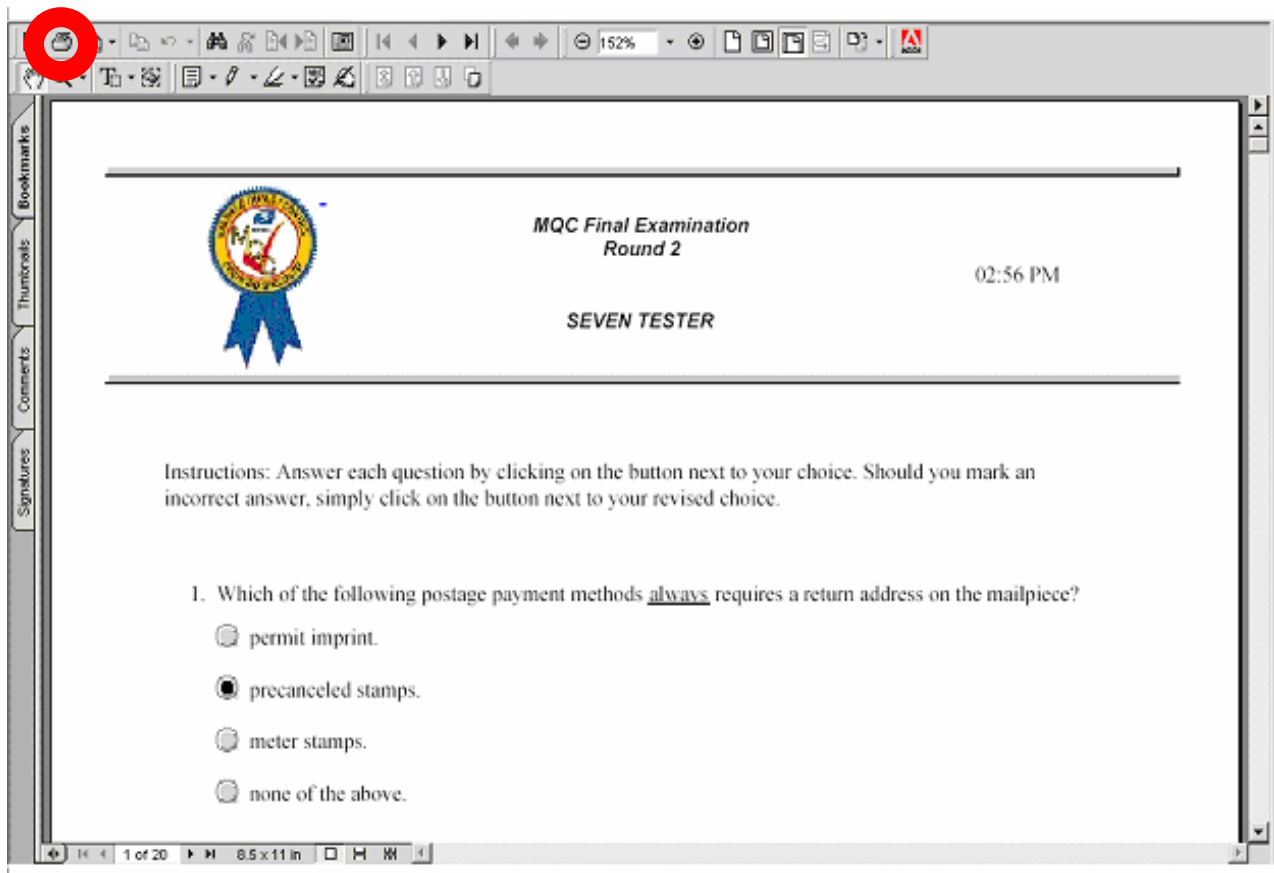 152%
Bookmarks
Thumbnails
Comments
Signatures
MQC
MQC Final Examination
Round 2
02:56 PM
SEVEN TESTER
Instructions: Answer each question by clicking on the button next to your choice. Should you mark an
incorrect answer, simply click on the button next to your revised choice.
1. Which of the following postage payment methods always requires a return address on the mailpiece?
permit imprint.
precanceled stamps.
meter stamps.
none of the above.
1 of 20
8.5 x 11 in